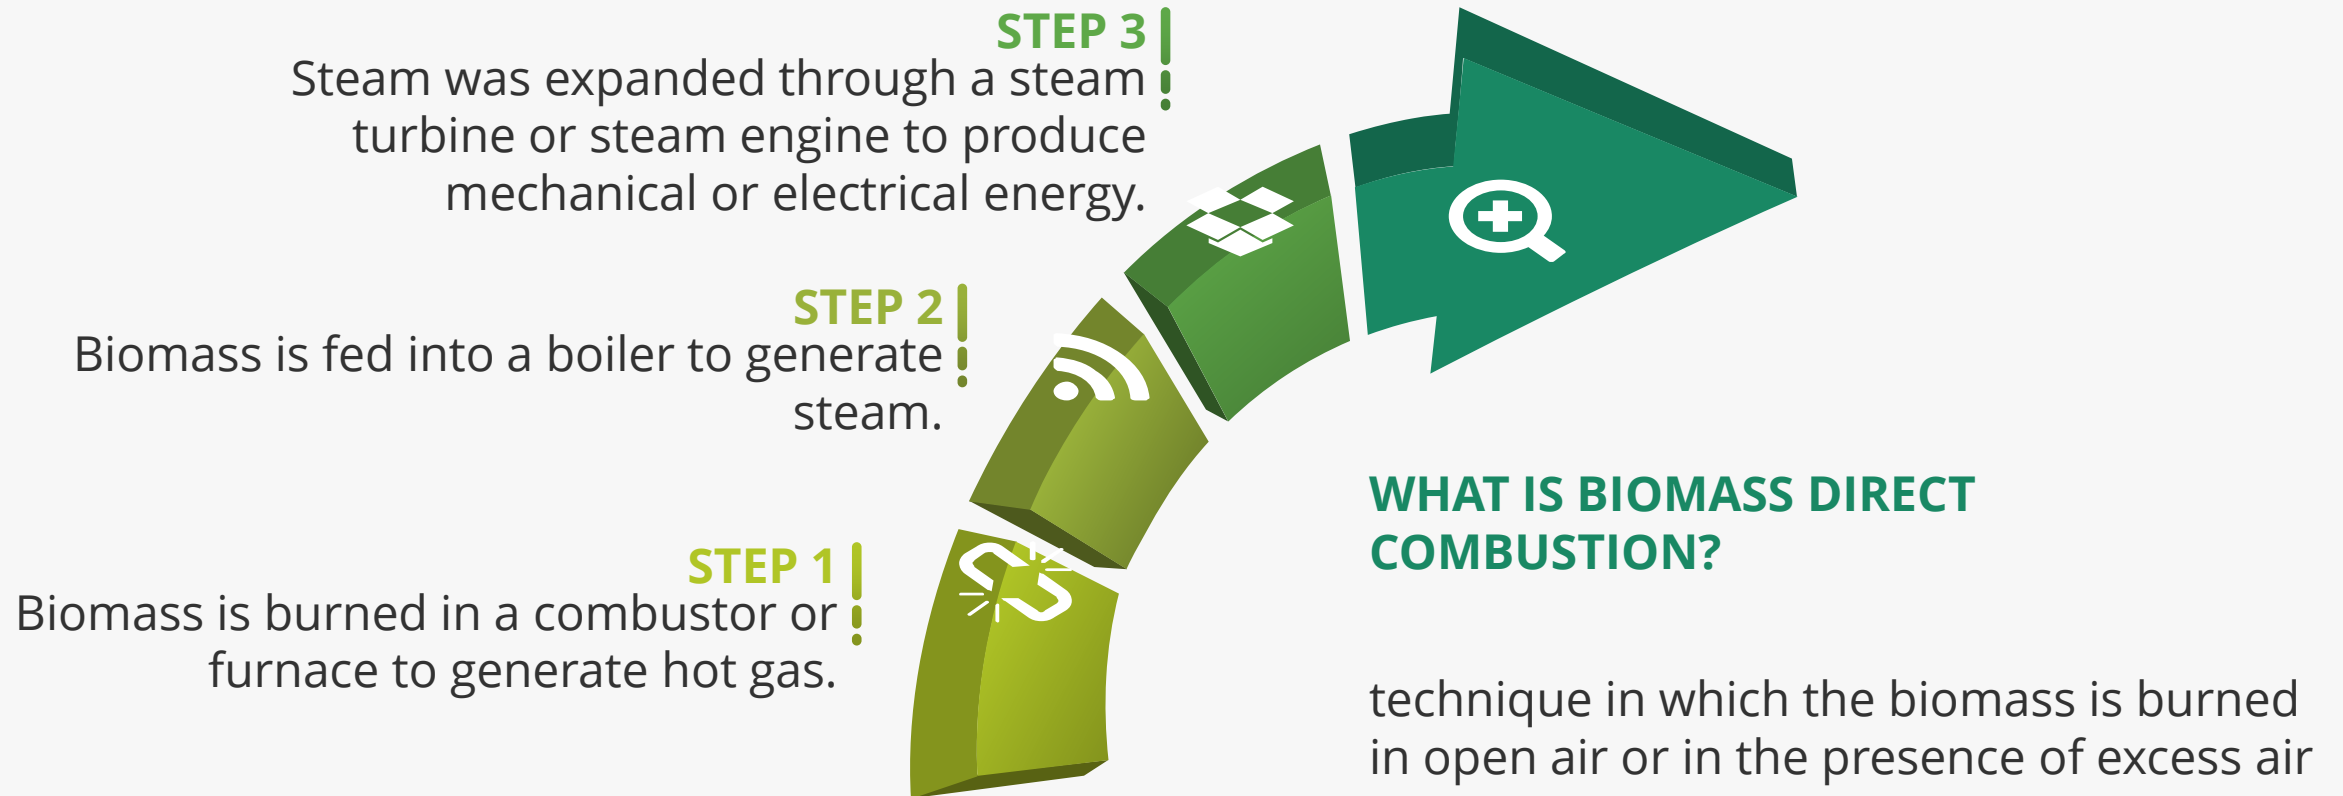 STEP 3
Steam was expanded through a steam
turbine or steam engine to produce
mechanical or electrical energy.
STEP 2
Biomass is fed into a boiler to generate
steam.
STEP 1
Biomass is burned in a combustor or
furnace to generate hot gas.
WHAT IS BIOMASS DIRECT
COMBUSTION?
technique in which the biomass is burned
in open air or in the presence of excess air